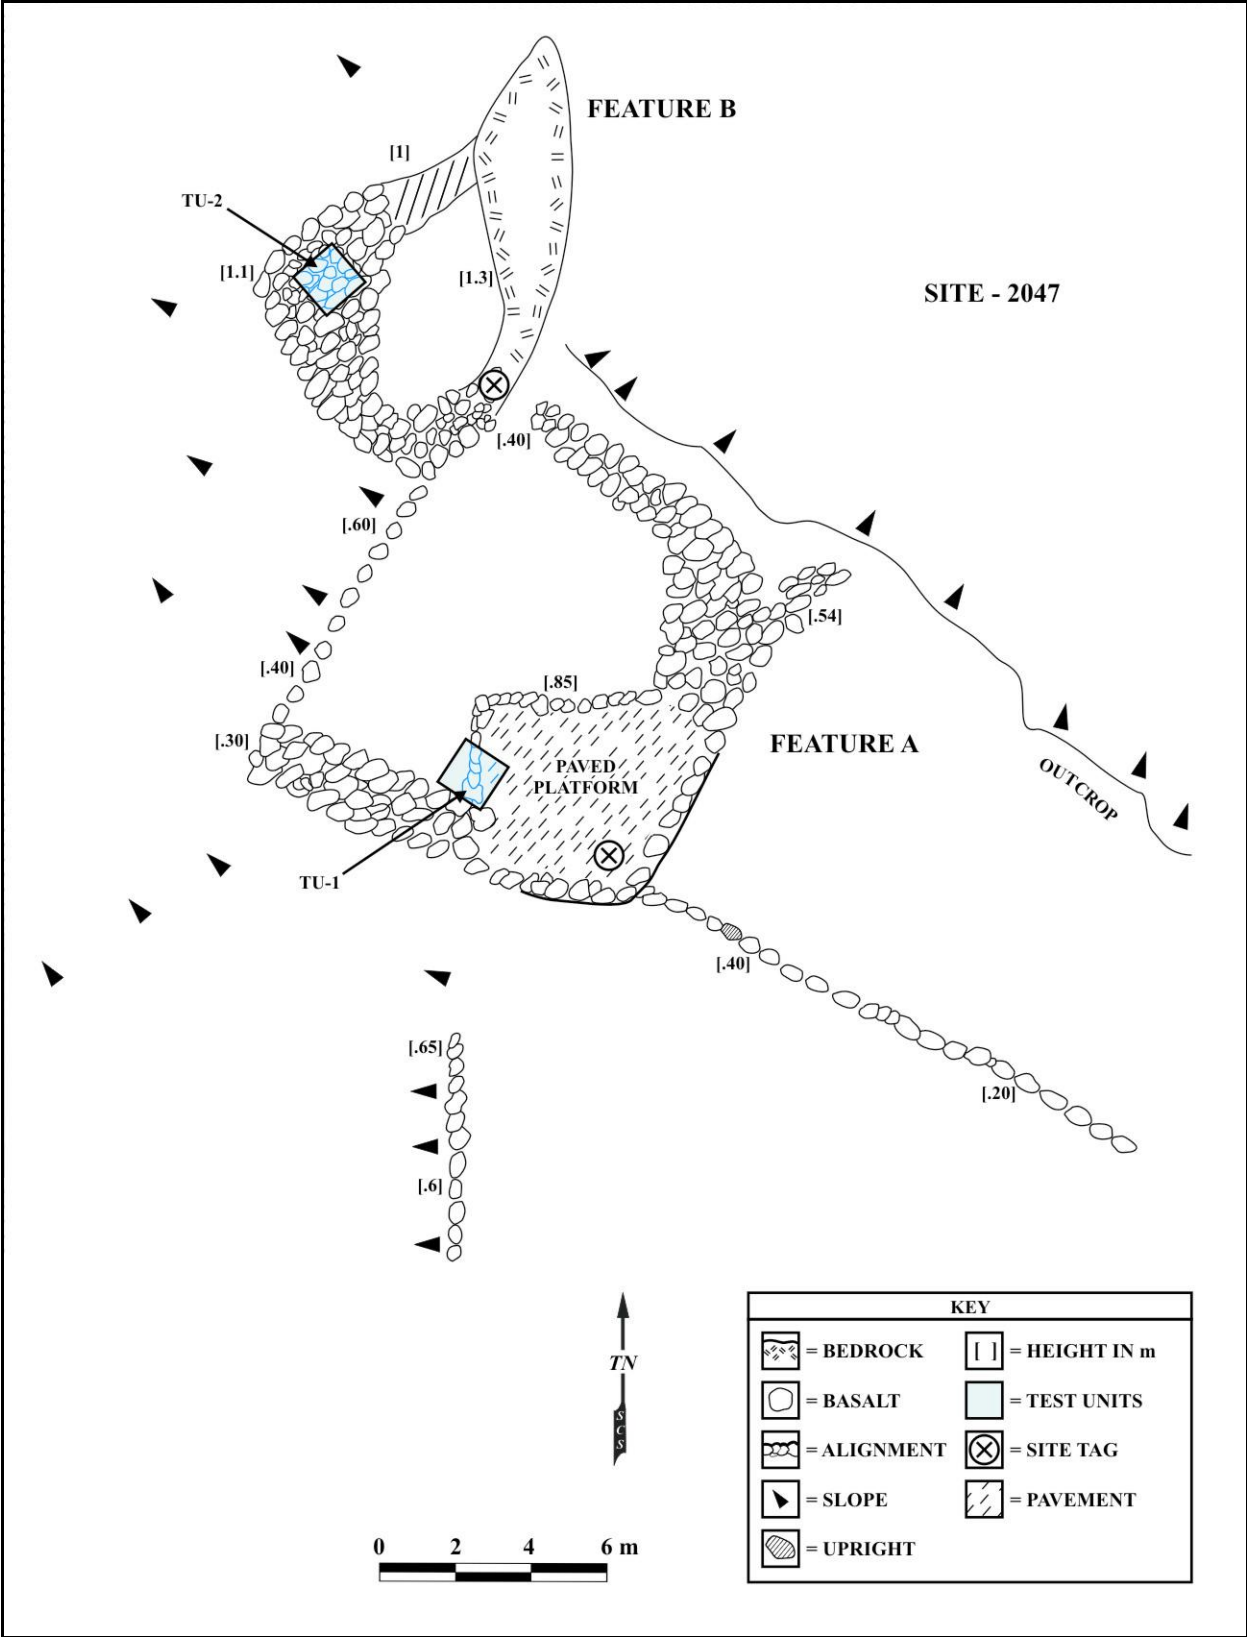 FEATURE B
[1]
TU-2
[1.1]
[1.3]
SITE - 2047
[.40]
[.60]
[.54]
[.40]
[.85]
[.30]
FEATURE A
PAVED
PLATFORM
OUTCROP
TU-1
[.40]
[.65]
[.20]
[.6]
TN
SCS
0 2 4 6 m
KEY
= BEDROCK
[ ] = HEIGHT IN m
= BASALT
= TEST UNITS
= ALIGNMENT
= SITE TAG
= SLOPE
= PAVEMENT
= UPRIGHT